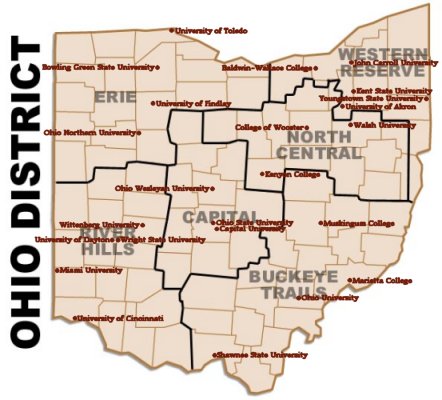 OHIO DISTRICT
University of Toledo
WESTERN
RESERVE
John Carroll University
Bowling Green State University
Baldwin-Wallace College
ERIE
Kent State University
Youngstown State University
University of Findlay
University of Akron
Walsh University
College of Wooster
Ohio Northern University
NORTH
CENTRAL
Kenyon College
Ohio Wesleyan University
CAPITAL
Ohio State University
Capital University
Muskingum College
Wittenberg University
RIVER
HILLS
University of Dayton
Wright State University
Miami University
BUCKEYE
TRAILS
Marietta College
Ohio University
University of Cincinnati
Shawnee State University